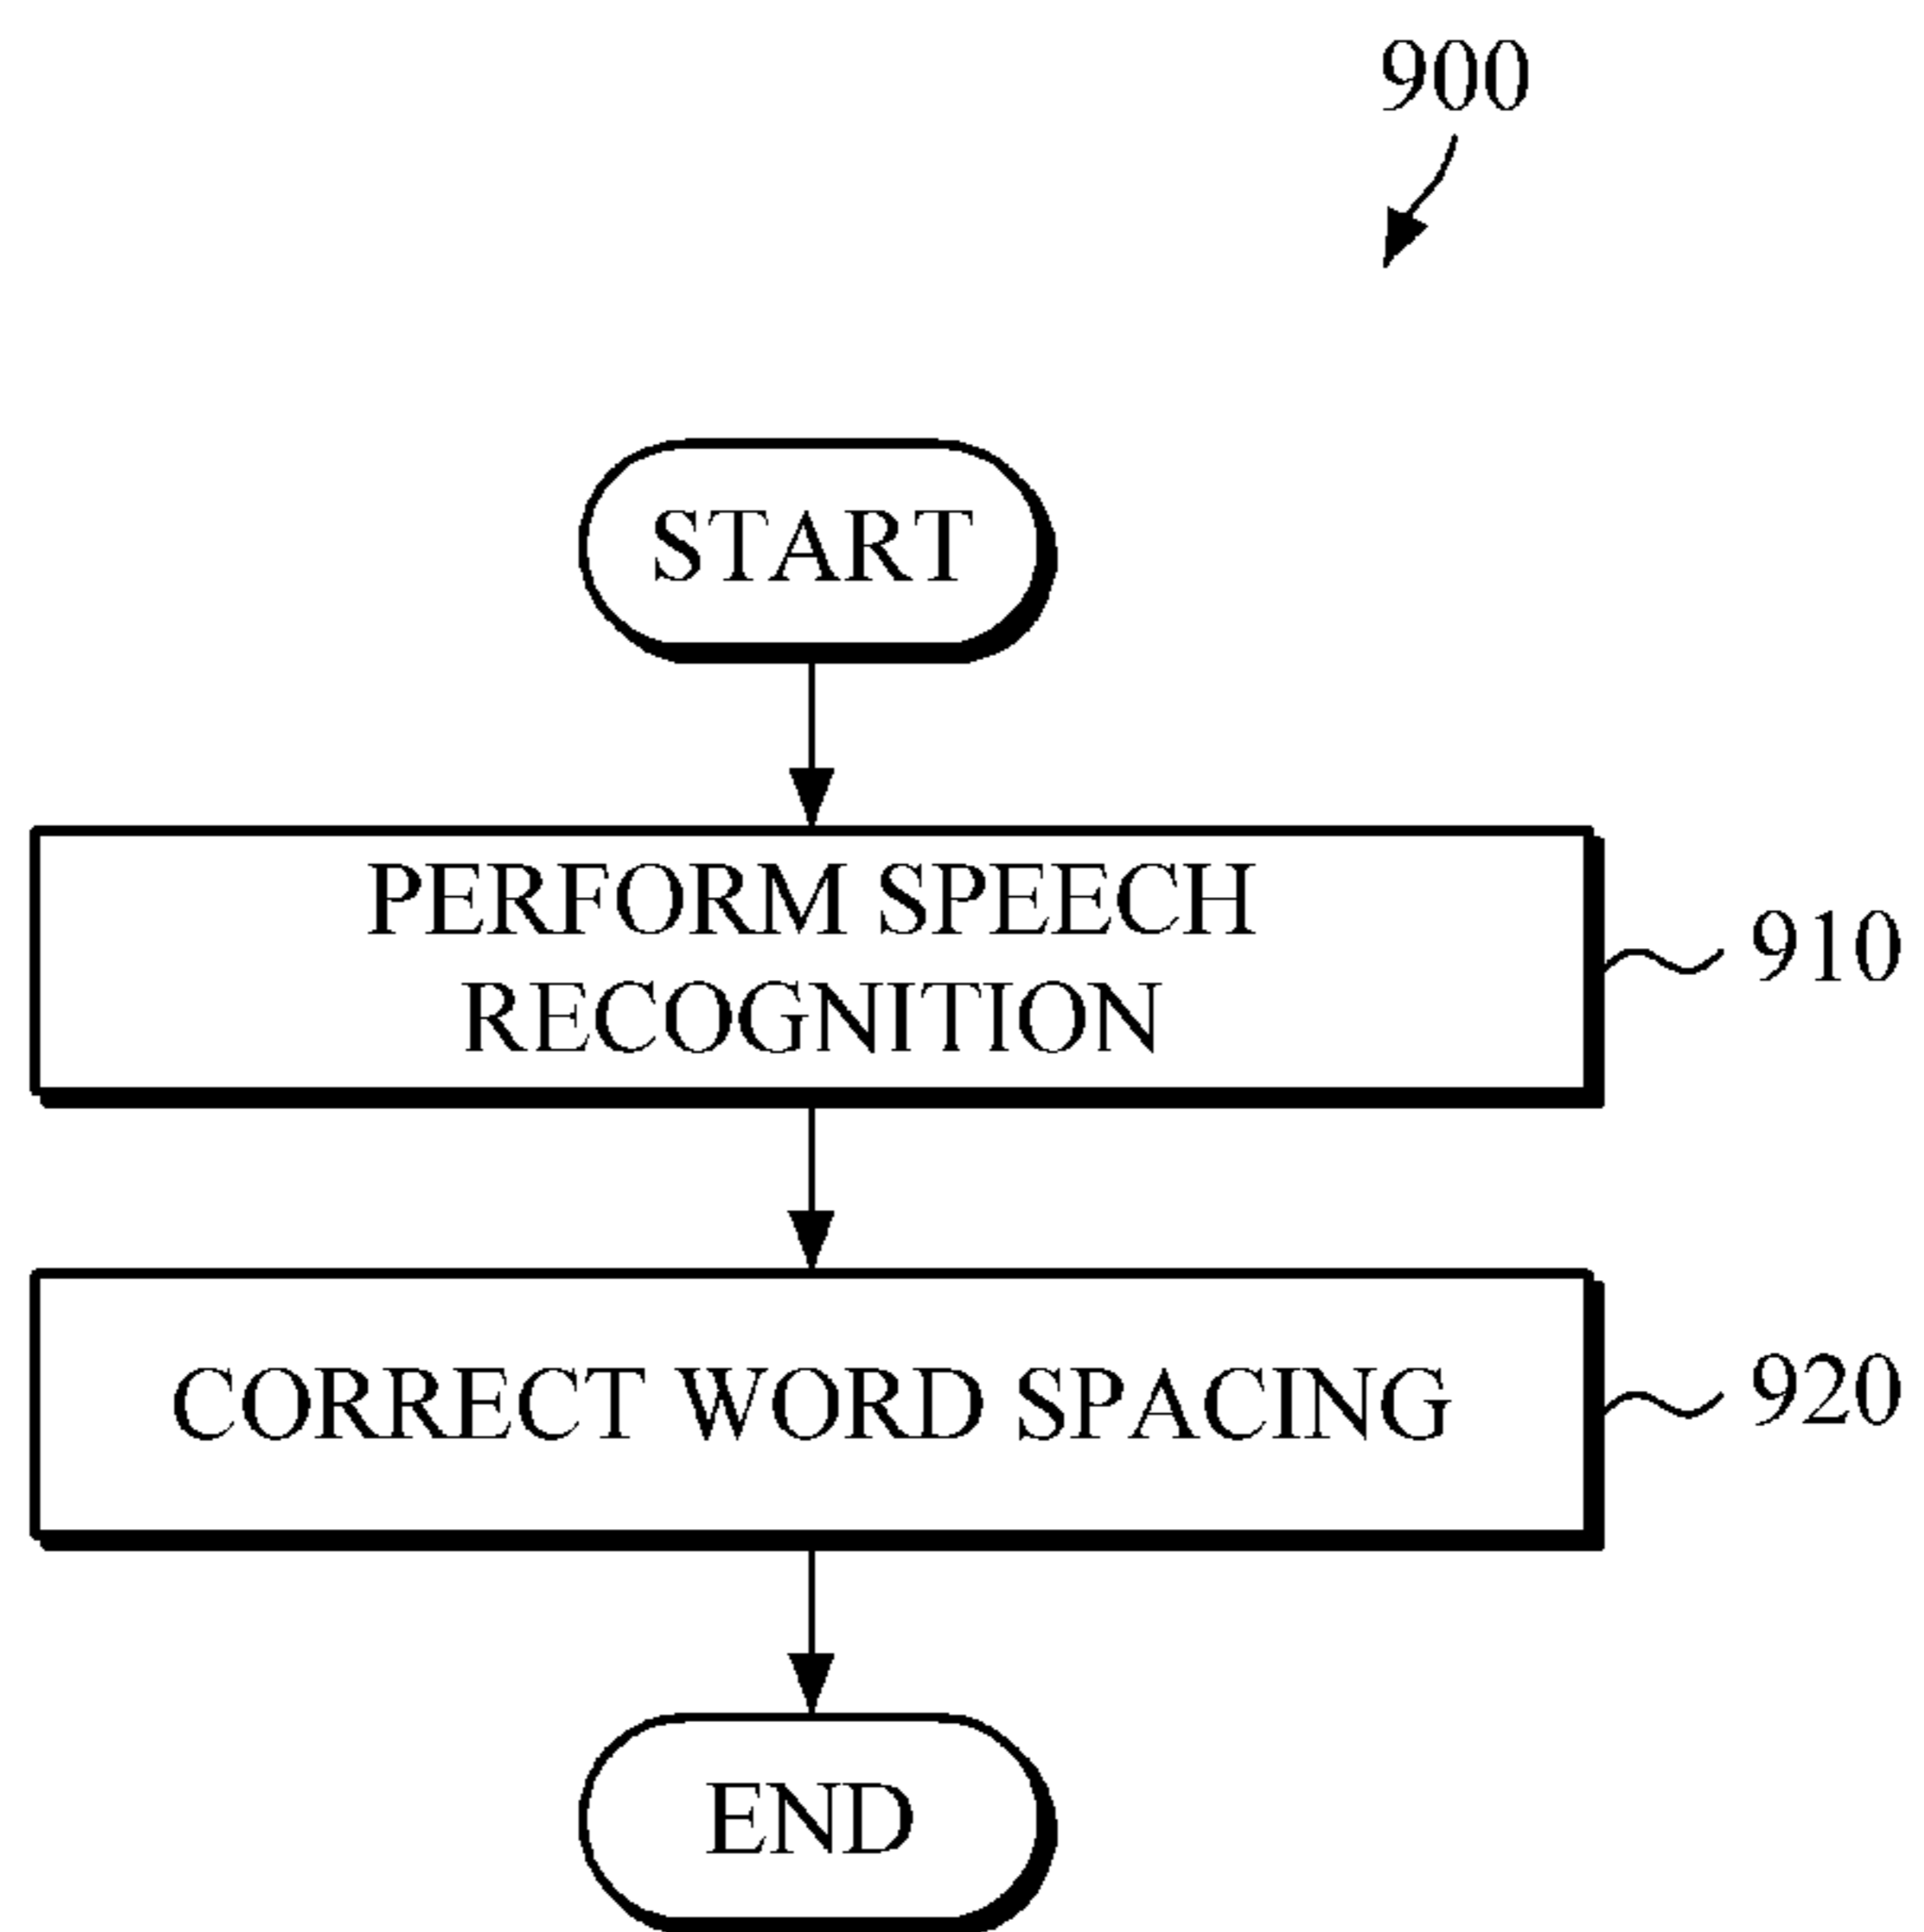 900
START
PERFORM SPEECH
RECOGNITION
910
CORRECT WORD SPACING
920
END